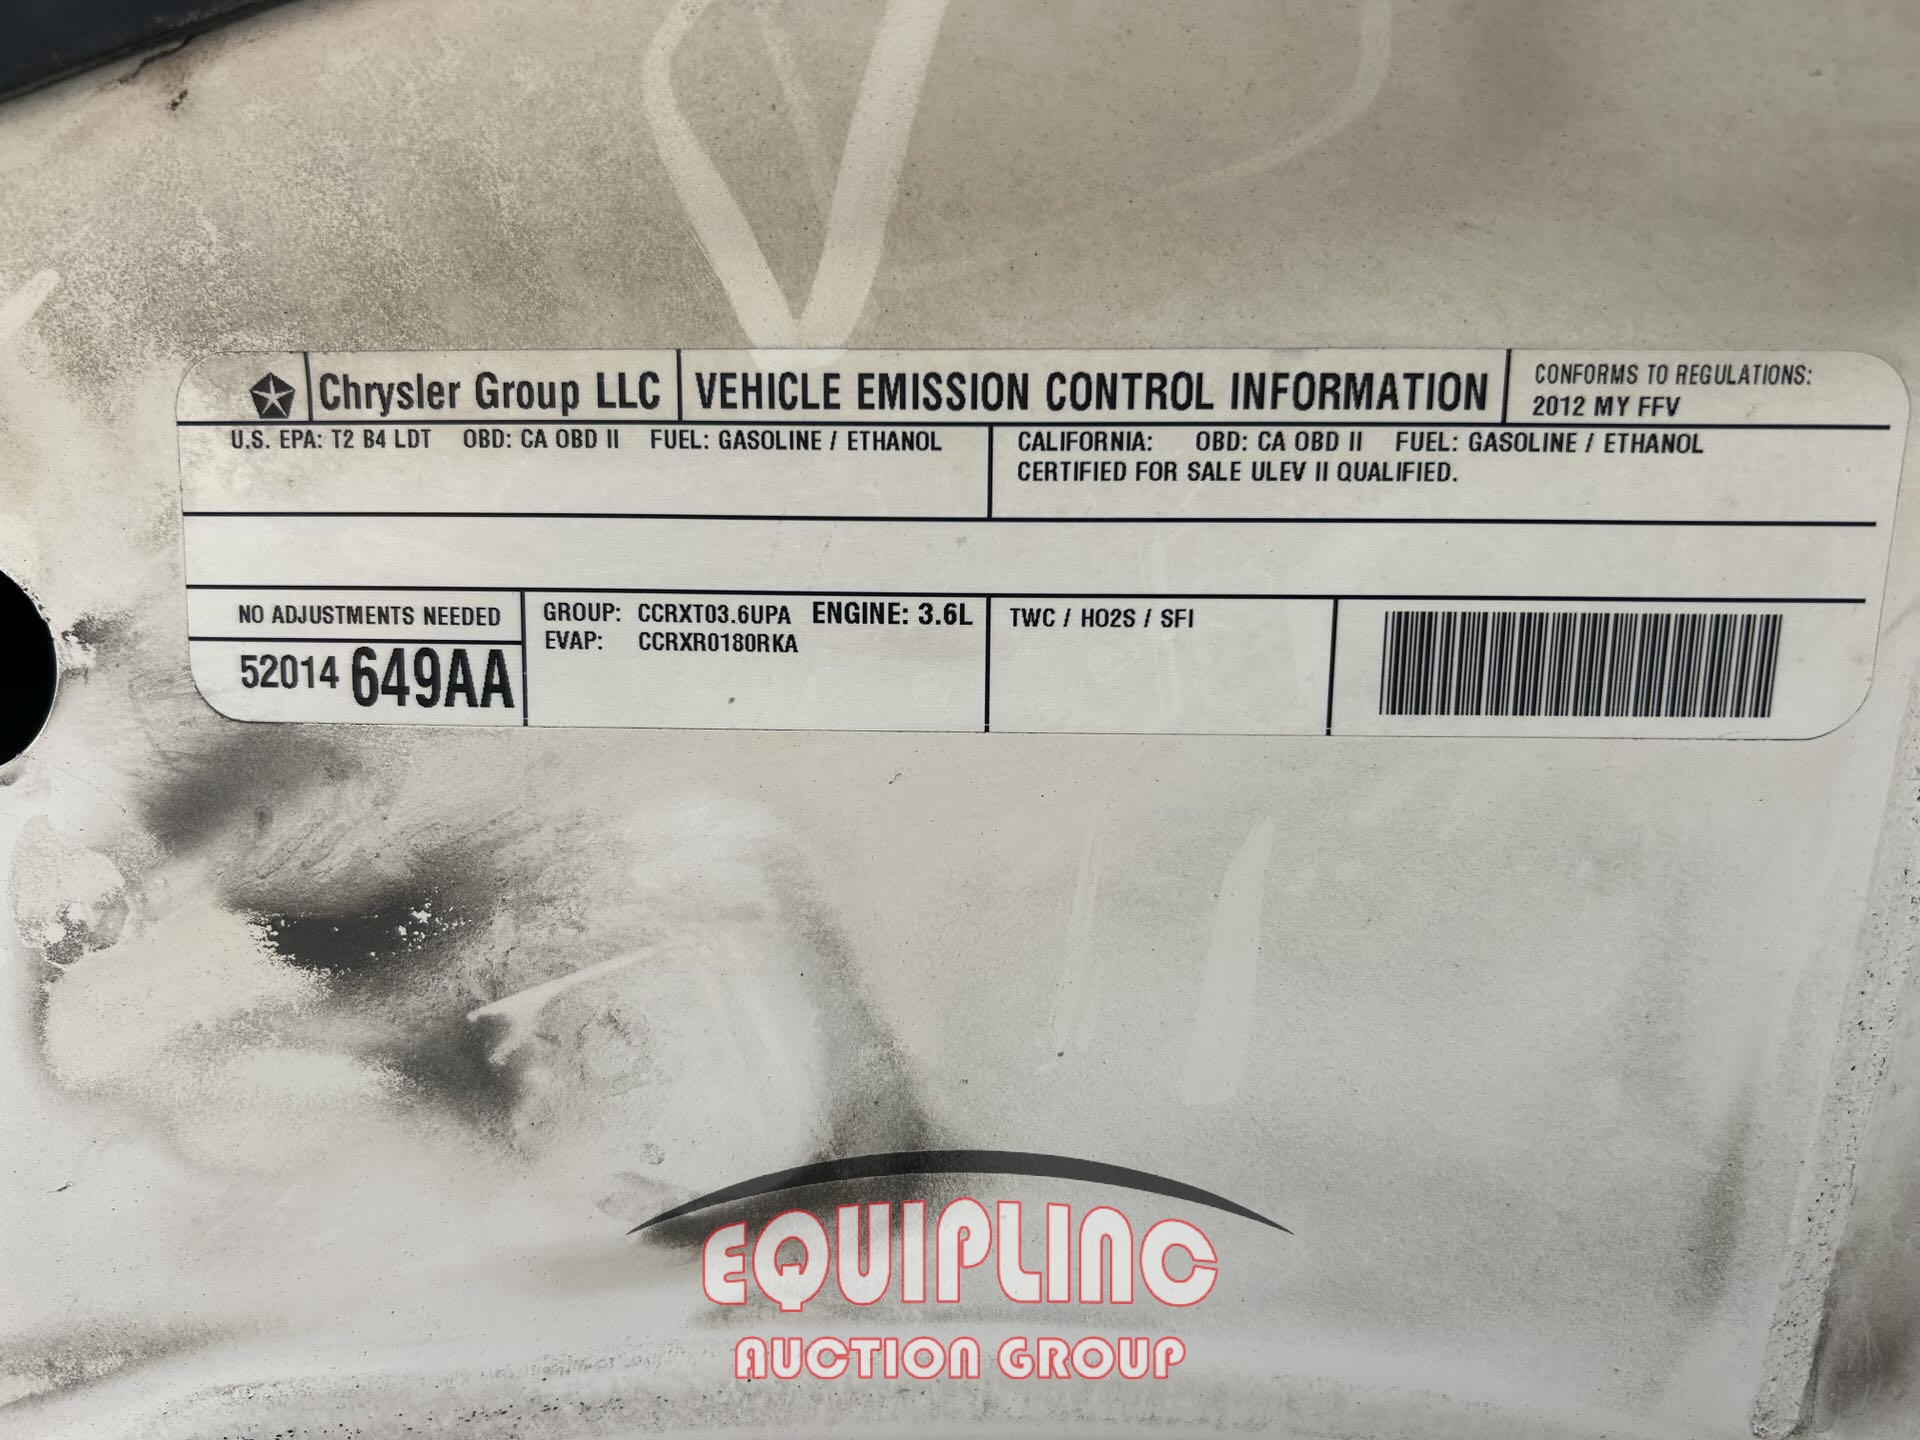 Chrysler Group LLC
VEHICLE EMISSION CONTROL INFORMATION
CONFORMS TO REGULATIONS:
2012 MY FFV
U.S. EPA: T2 B4 LDT OBD: CA OBD II FUEL: GASOLINE / ETHANOL
CALIFORNIA: OBD: CA OBD II FUEL: GASOLINE / ETHANOL
CERTIFIED FOR SALE ULEV II QUALIFIED.
NO ADJUSTMENTS NEEDED
52014 649AA
GROUP: CCRXT03.6UPA ENGINE: 3.6L
EVAP: CCRXR0180RKA
TWC / HO2S / SFI
EQUIPLINC
AUCTION GROUP